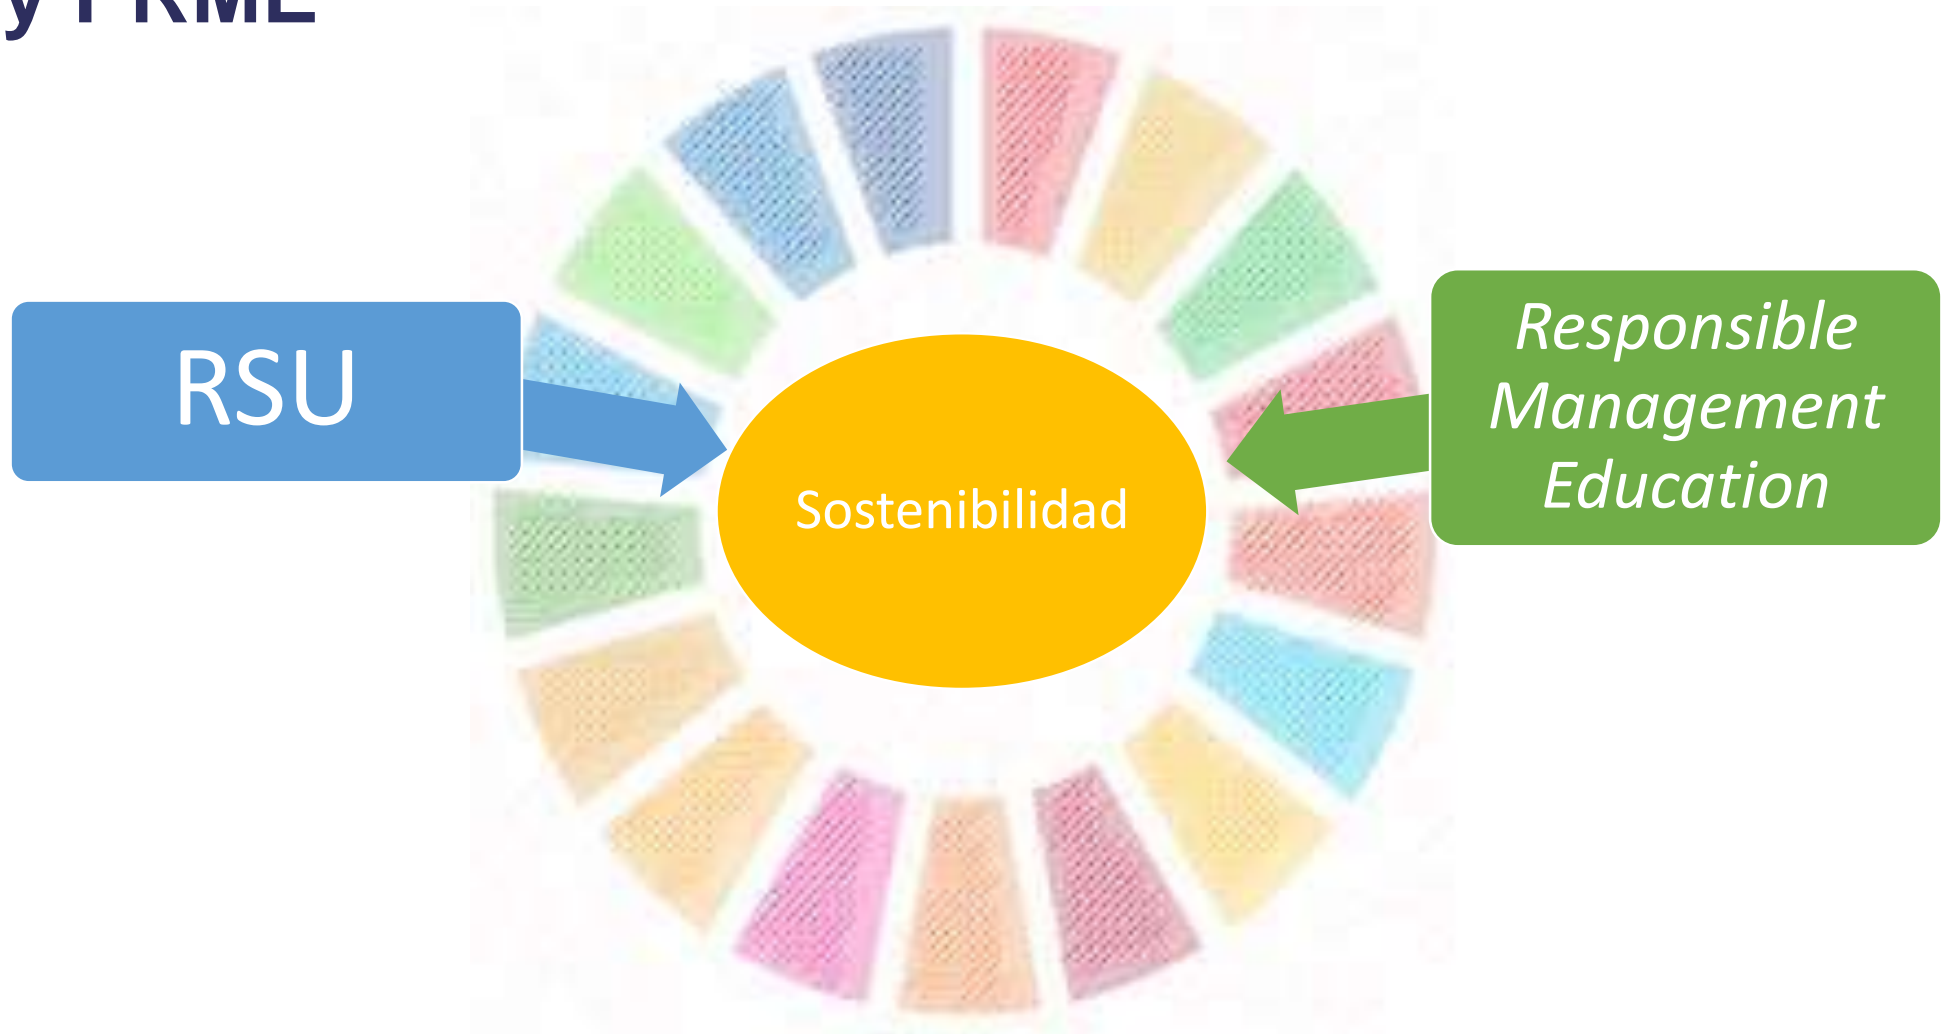 y PRME
RSU
Sostenibilidad
Responsible
Management
Education